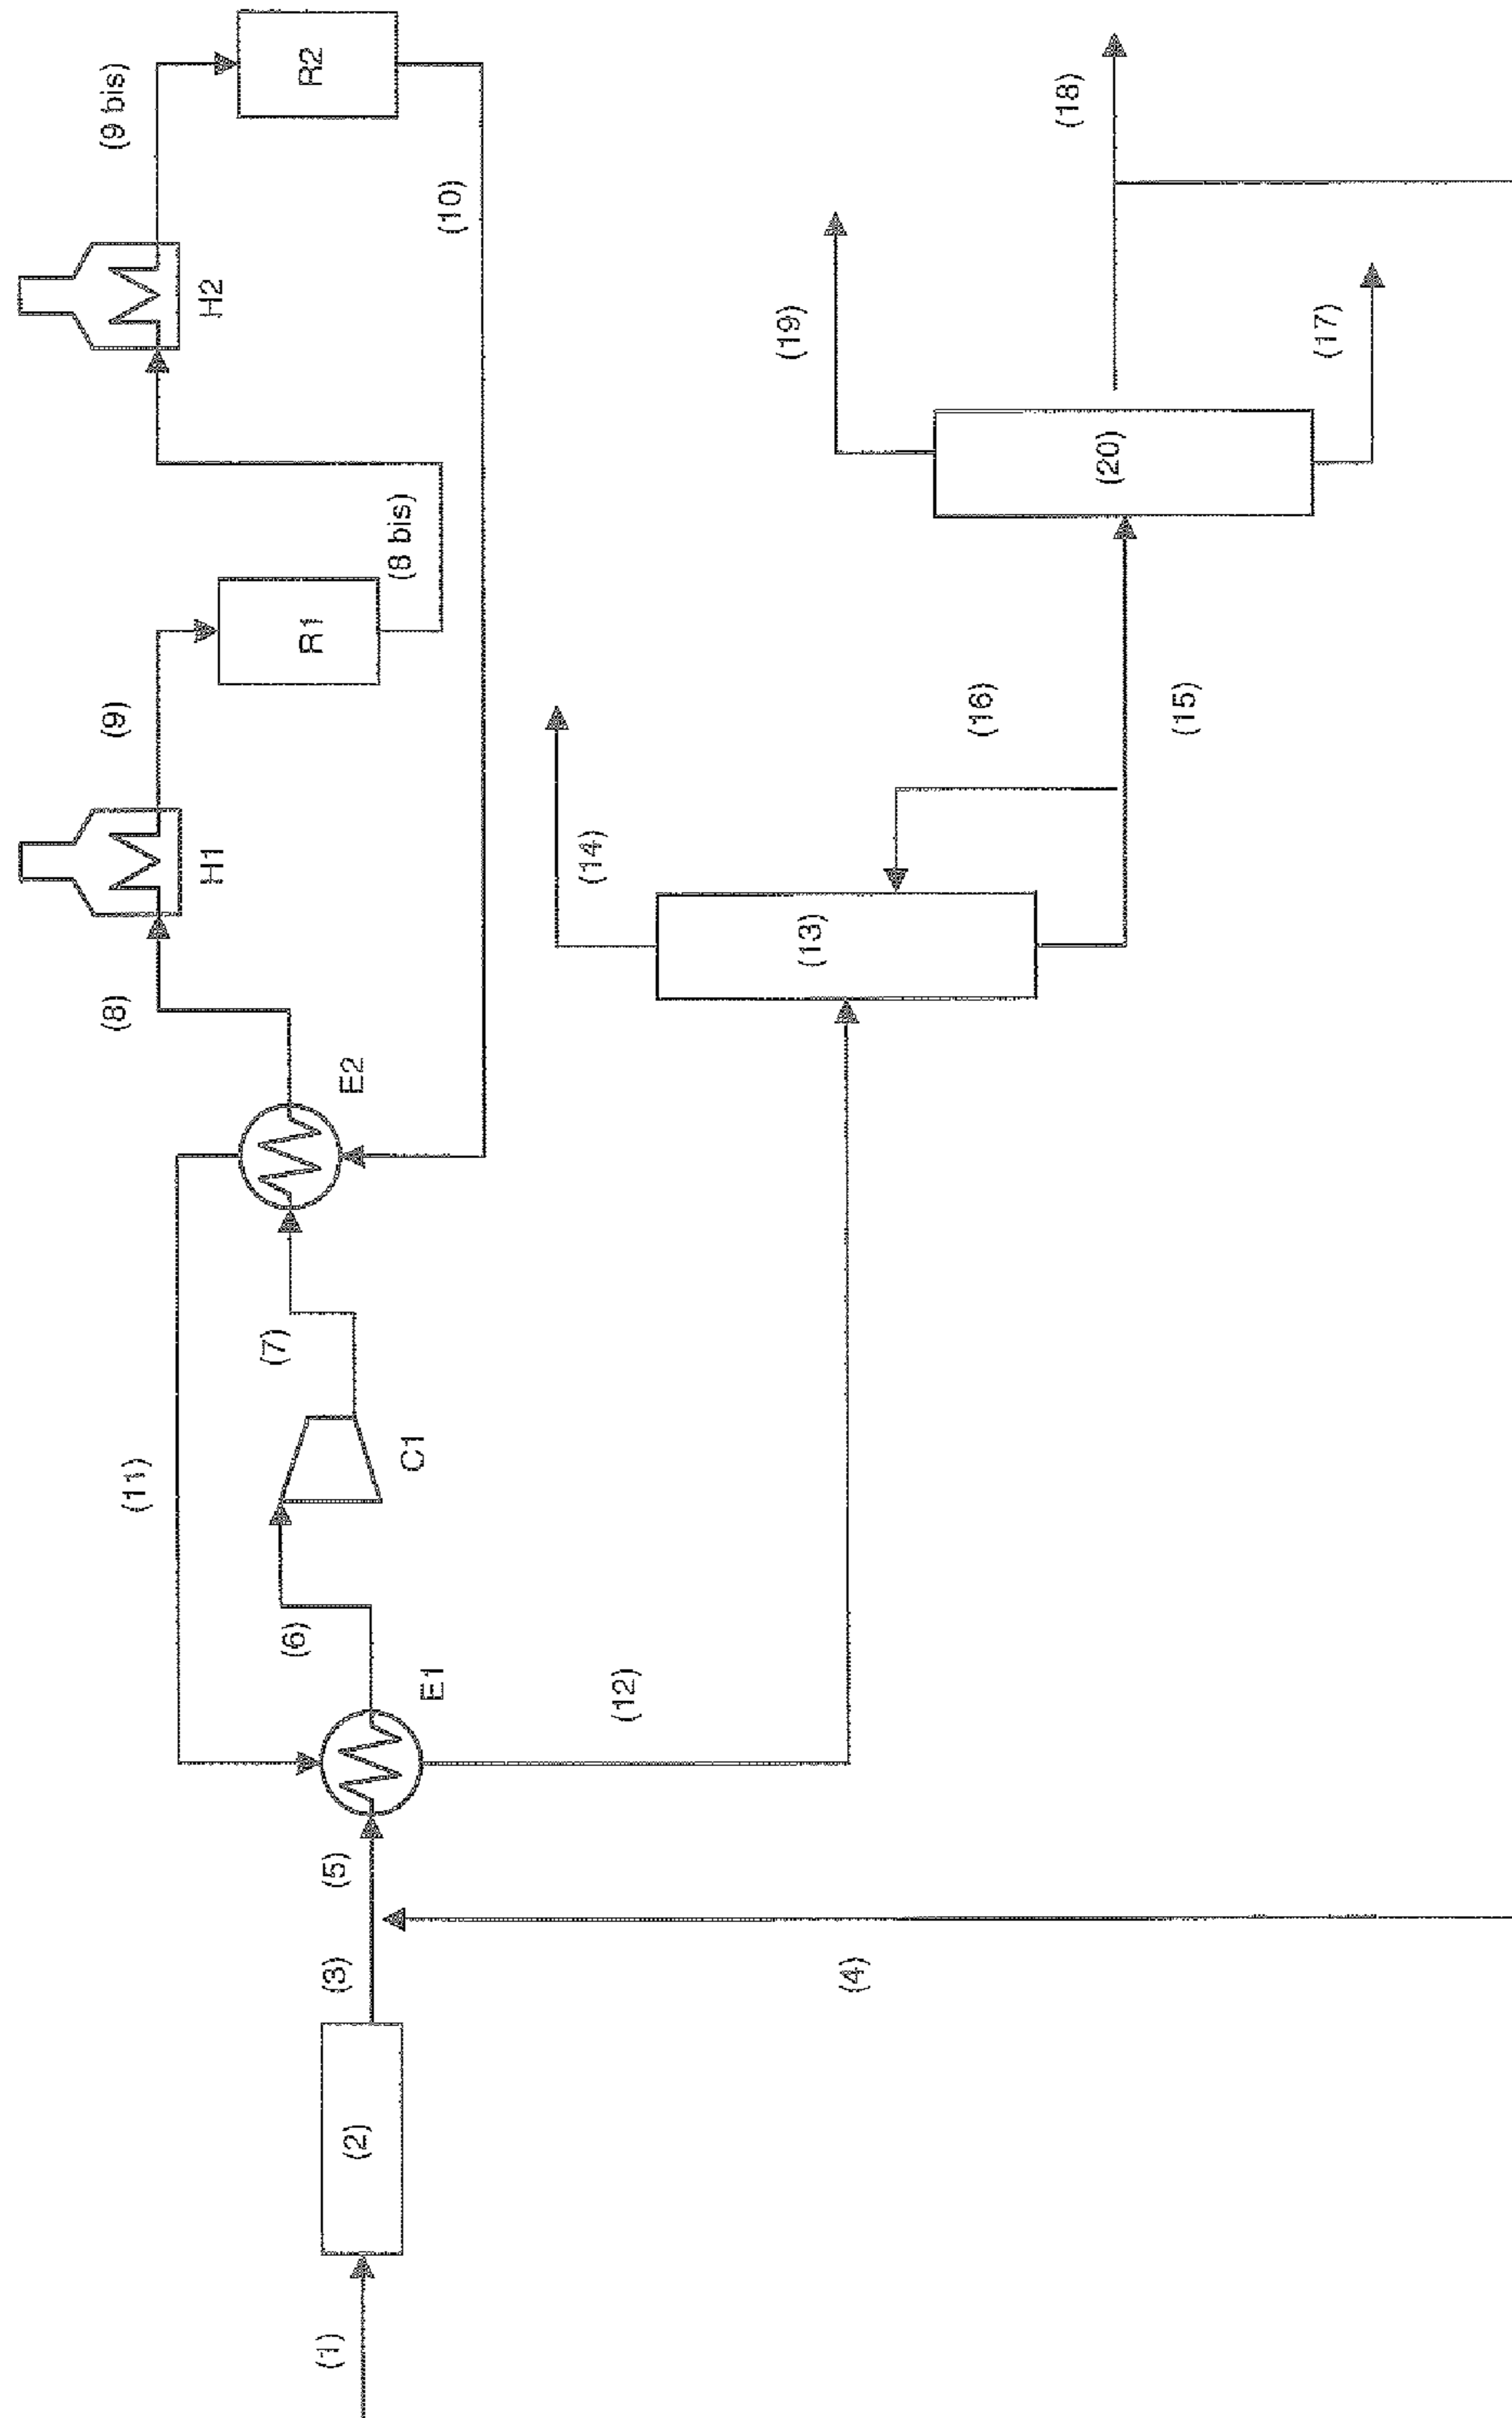 (1)
(2)
(3)
(4)
(5)
E1
(6)
C1
(7)
E2
(8)
H1
(9)
R1
(8 bis)
H2
(9 bis)
R2
(10)
(11)
(12)
(13)
(14)
(16)
(15)
(20)
(19)
(18)
(17)